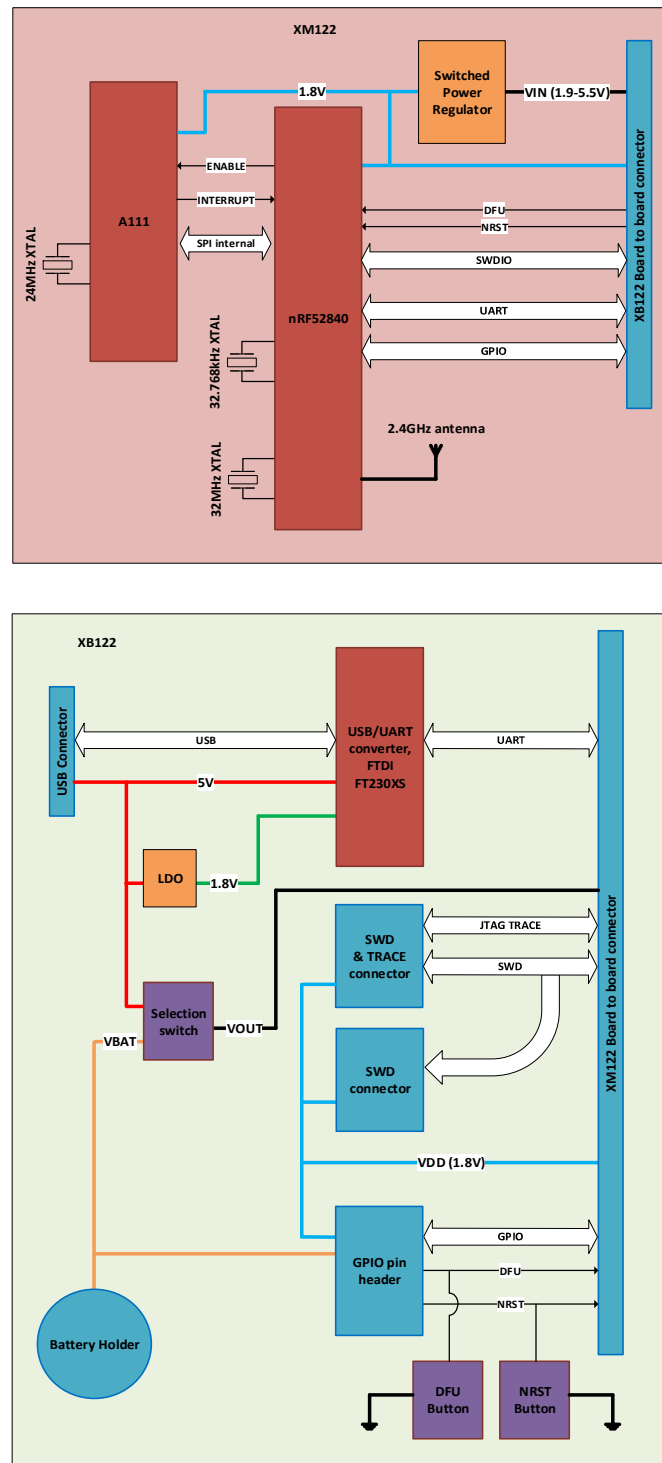 XM122
Switched
Power
Regulator
1.8V
VIN (1.9-5.5V)
XB122 Board to board connector
ENABLE
INTERRUPT
A111
SPI internal
DFU
NRST
SWDIO
24MHz XTAL
nRF52840
UART
GPIO
32.768kHz XTAL
2.4GHz antenna
32MHz XTAL
XB122
USB Connector
USB
USB/UART
converter,
FTDI
FT230XS
UART
5V
LDO
1.8V
XM122 Board to board connector
SWD
& TRACE
connector
JTAG TRACE
SWD
Selection
switch
VOUT
VBAT
SWD
connector
VDD (1.8V)
GPIO pin
header
GPIO
DFU
NRST
Battery Holder
DFU
Button
NRST
Button